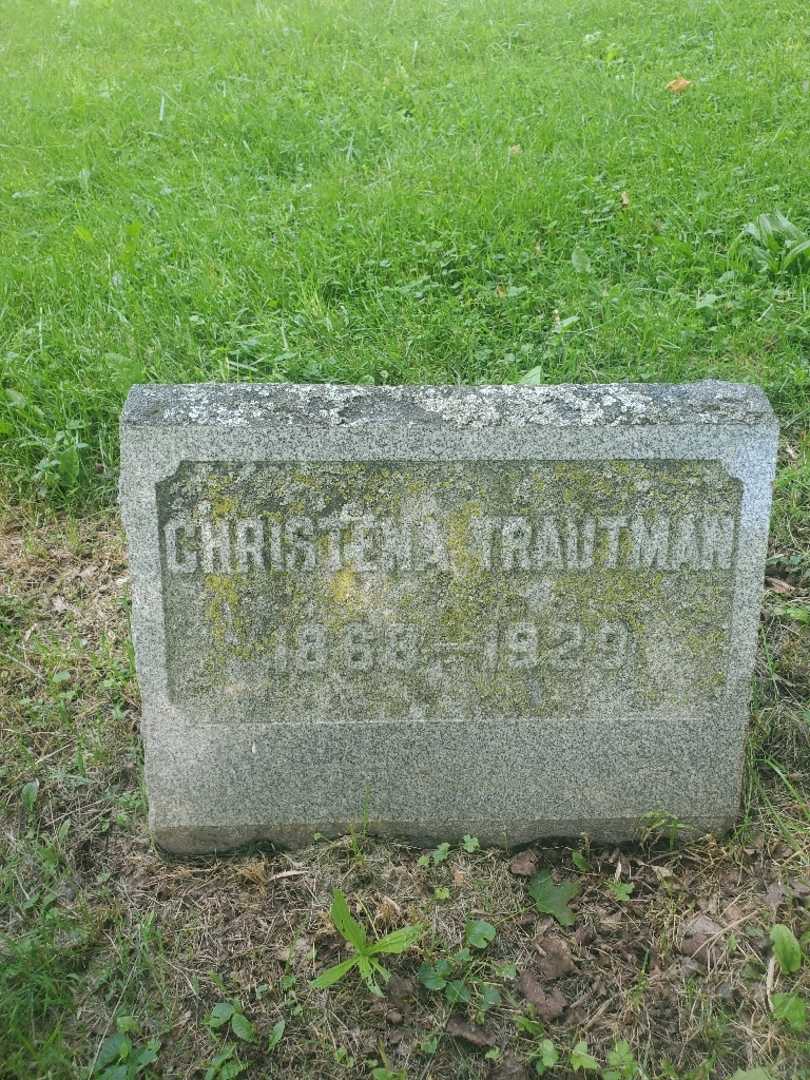 CHRISTENA TRAUTMAN
1868 - 1929